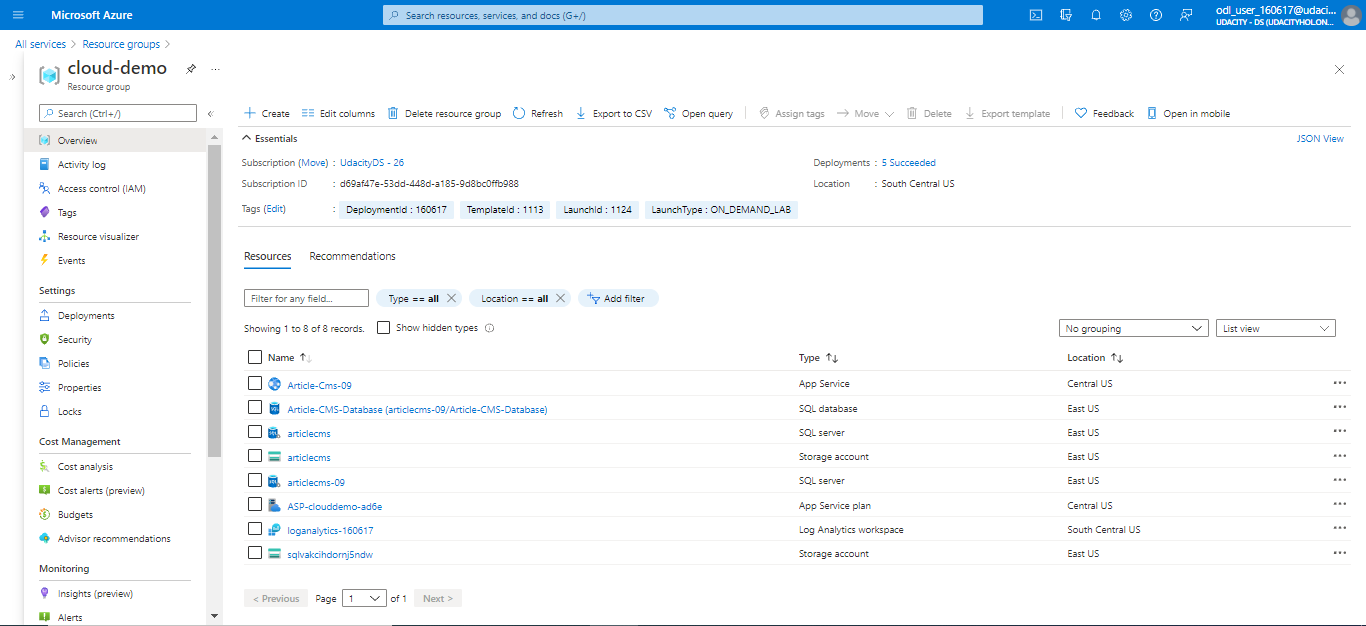 Microsoft Azure
Search resources, services, and docs (G+/)
odl_user_160617@udaci...
UDACITY - DS (UDACITYHOLON...
All services > Resource groups >
cloud-demo
Resource group
Search (Ctrl+/)
Overview
Activity log
Access control (IAM)
Tags
Resource visualizer
Events
Settings
Deployments
Security
Policies
Properties
Locks
Cost Management
Cost analysis
Cost alerts (preview)
Budgets
Advisor recommendations
Monitoring
Insights (preview)
Alerts
Create Edit columns Delete resource group Refresh Export to CSV Open query Assign tags Move Delete Export template Feedback Open in mobile
Essentials
JSON View
Subscription (Move) : UdacityDS - 26
Deployments : 5 Succeeded
Subscription ID : d69af47e-53dd-448d-a185-9d8bc0ffb988
Location : South Central US
Tags (Edit) : DeploymentId : 160617 TemplateId : 1113 LaunchId : 1124 LaunchType : ON_DEMAND_LAB
Resources Recommendations
Filter for any field... Type == all Location == all Add filter
Showing 1 to 8 of 8 records. Show hidden types
No grouping List view
Name Type Location
Article-Cms-09 App Service Central US
Article-CMS-Database (articlecms-09/Article-CMS-Database) SQL database East US
articlecms SQL server East US
articlecms Storage account East US
articlecms-09 SQL server East US
ASP-clouddemo-ad6e App Service plan Central US
loganalytics-160617 Log Analytics workspace South Central US
sqlvakcihdornj5ndw Storage account East US
< Previous Page 1 of 1 Next >